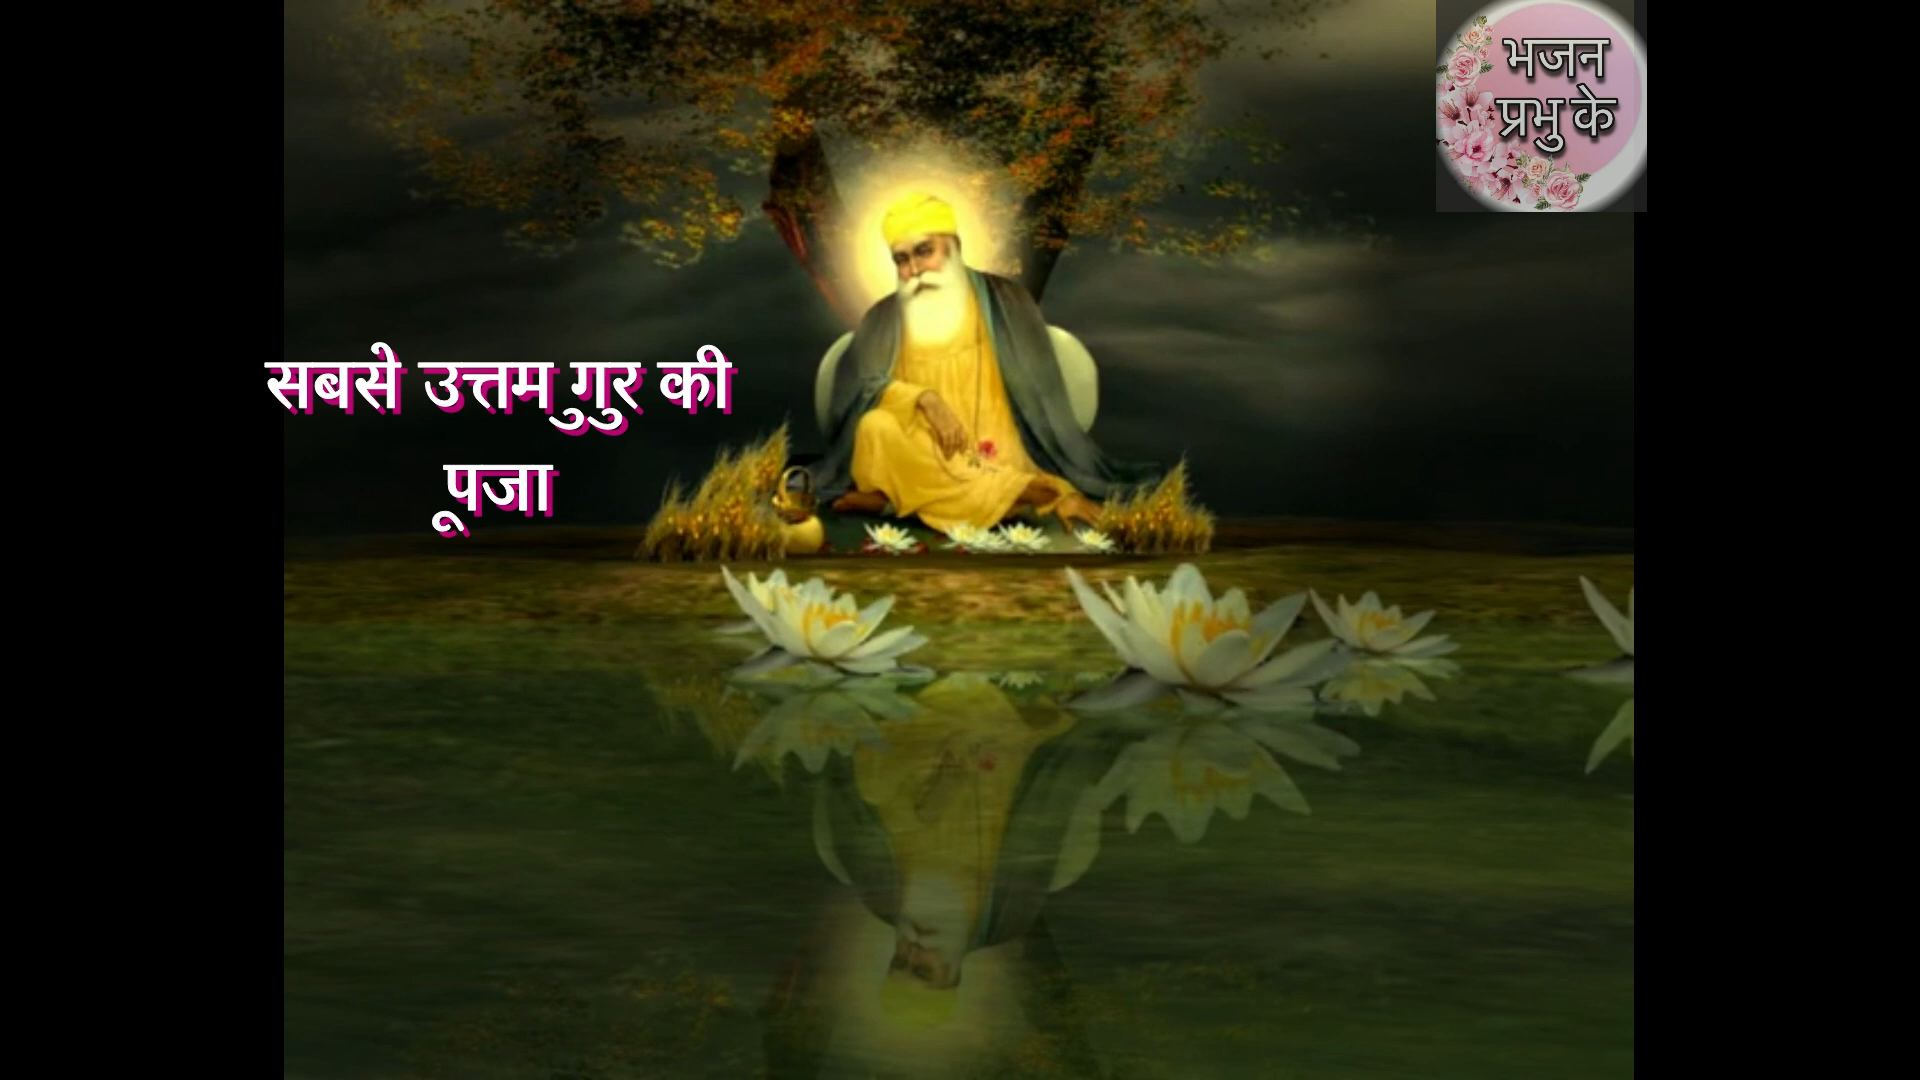 भजन
प्रभु के
सबसे उत्तम गुर की
पूजा